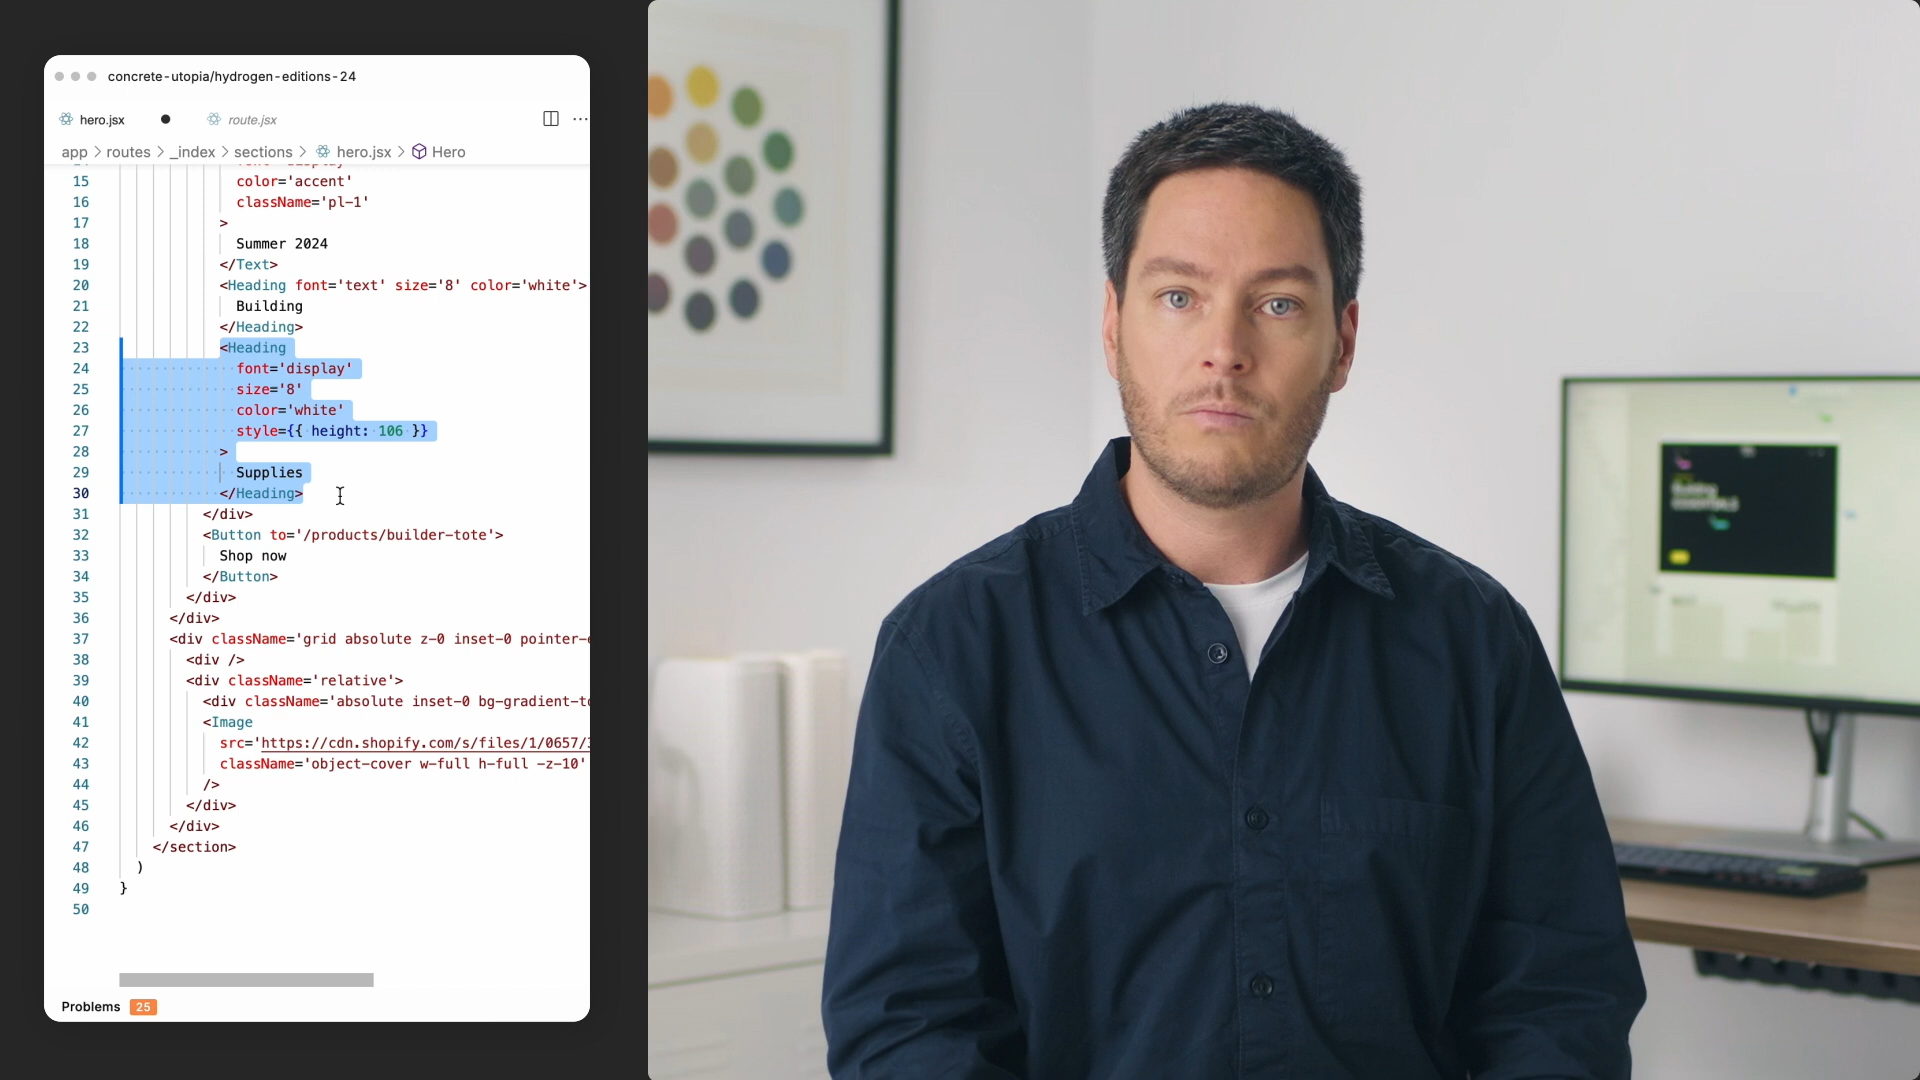 concrete-utopia/hydrogen-editions-24
hero.jsx
route.jsx
app > routes > _index > sections > hero.jsx > Hero
15 color='accent'
16 className='pl-1'
17 >
18 Summer 2024
19 </Text>
20 <Heading font='text' size='8' color='white'>
21 Building
22 </Heading>
23 <Heading
24 font='display'
25 size='8'
26 color='white'
27 style={{ height: 106 }}
28 >
29 Supplies
30 </Heading>
31 </div>
32 <Button to='/products/builder-tote'>
33 Shop now
34 </Button>
35 </div>
36 </div>
37 <div className='grid absolute z-0 inset-0 pointer-
38 <div />
39 <div className='relative'>
40 <div className='absolute inset-0 bg-gradient-t
41 <Image
42 src='https://cdn.shopify.com/s/files/1/0657/
43 className='object-cover w-full h-full -z-10'
44 />
45 </div>
46 </div>
47 </section>
48 )
49 }
50
Problems 25
Building